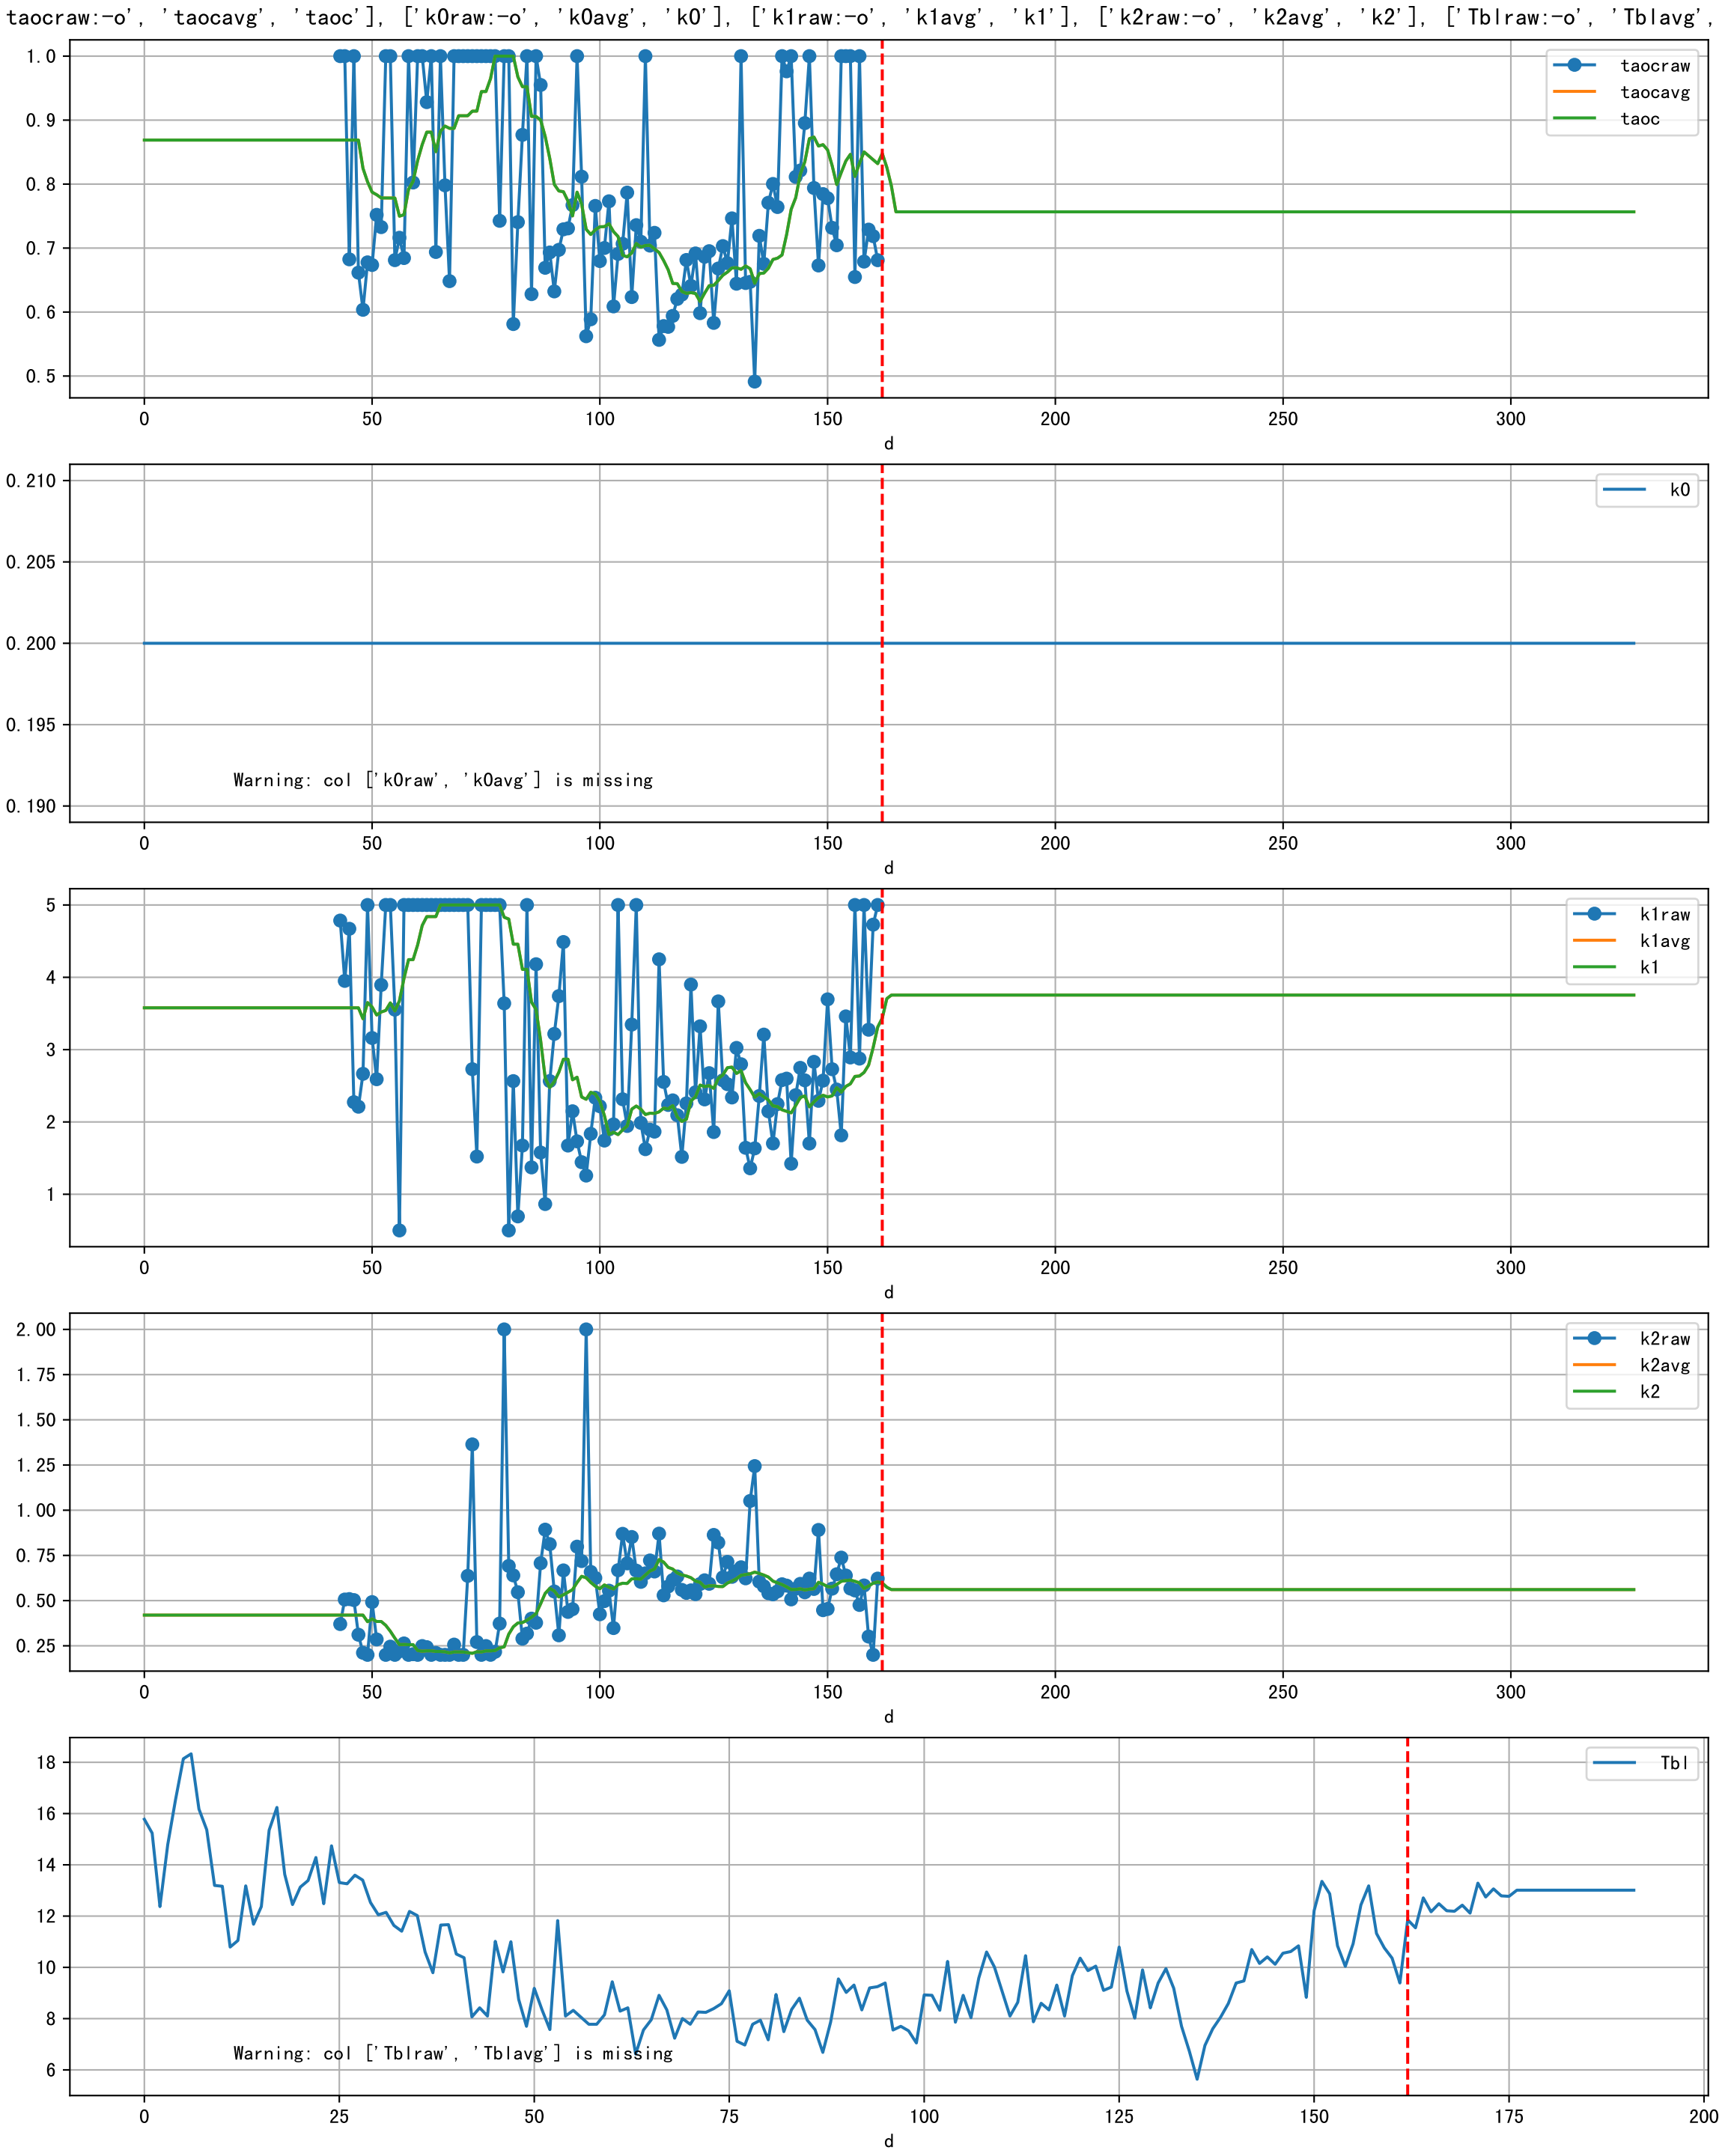 taocraw:-o', 'taocavg', 'taoc'], ['k0raw:-o', 'k0avg', 'k0'], ['k1raw:-o', 'k1avg', 'k1'], ['k2raw:-o', 'k2avg', 'k2'], ['Tblraw:-o', 'Tblavg',
1.0
0.9
0.8
0.7
0.6
0.5
taocraw
taocavg
taoc
0 50 100 150 200 250 300
d
0.210
0.205
0.200
0.195
0.190
k0
Warning: col ['k0raw', 'k0avg'] is missing
0 50 100 150 200 250 300
d
5
4
3
2
1
k1raw
k1avg
k1
0 50 100 150 200 250 300
d
2.00
1.75
1.50
1.25
1.00
0.75
0.50
0.25
k2raw
k2avg
k2
0 50 100 150 200 250 300
d
18
16
14
12
10
8
6
Tbl
Warning: col ['Tblraw', 'Tblavg'] is missing
0 25 50 75 100 125 150 175 200
d